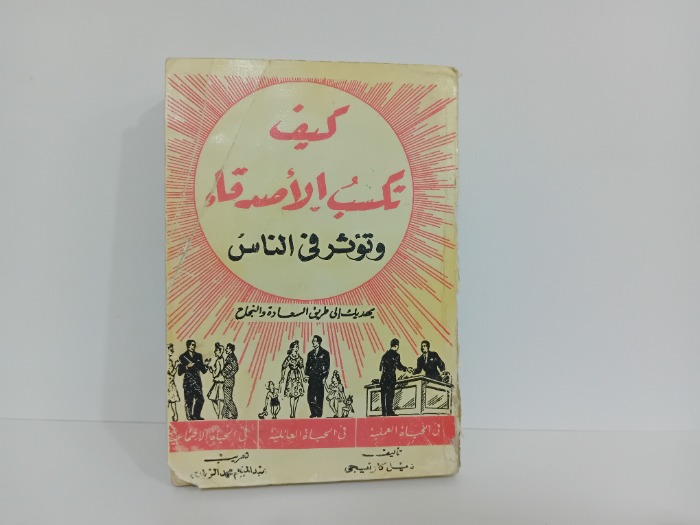 كيف
تكسبُ الأصدقاء
وتؤثر في الناسْ
يهديك إلى طريق السعادة والنجاح
في الحياة العملية في الحياة العائلية في الحياة الاجتماعية
تأليف تعريب
ديل كارنيجي عبد المنعم محمد الزيادي